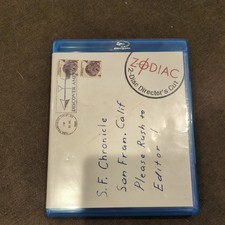 ZODIAC
2-Disc Director's Cut
S.F. Chronicle
San Fran. Calif
Please Rush to
Editor